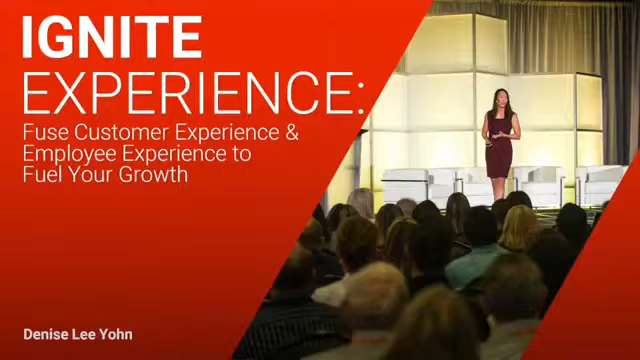 IGNITE
EXPERIENCE:
Fuse Customer Experience &
Employee Experience to
Fuel Your Growth
Denise Lee Yohn